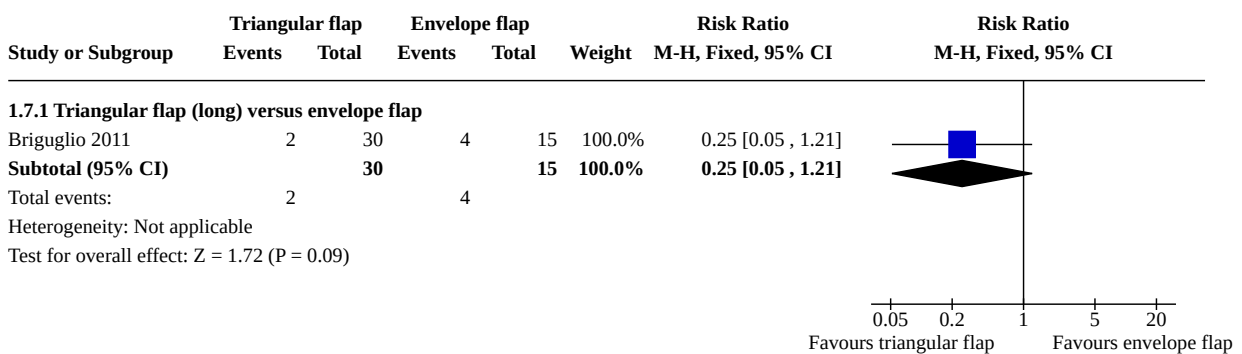 Triangular flap Envelope flap Risk Ratio Risk Ratio
Study or Subgroup Events Total Events Total Weight M-H, Fixed, 95% CI M-H, Fixed, 95% CI
1.7.1 Triangular flap (long) versus envelope flap
Briguglio 2011 2 30 4 15 100.0% 0.25 [0.05 , 1.21]
Subtotal (95% CI) 30 15 100.0% 0.25 [0.05 , 1.21]
Total events: 2 4
Heterogeneity: Not applicable
Test for overall effect: Z = 1.72 (P = 0.09)
0.05 0.2 1 5 20
Favours triangular flap Favours envelope flap